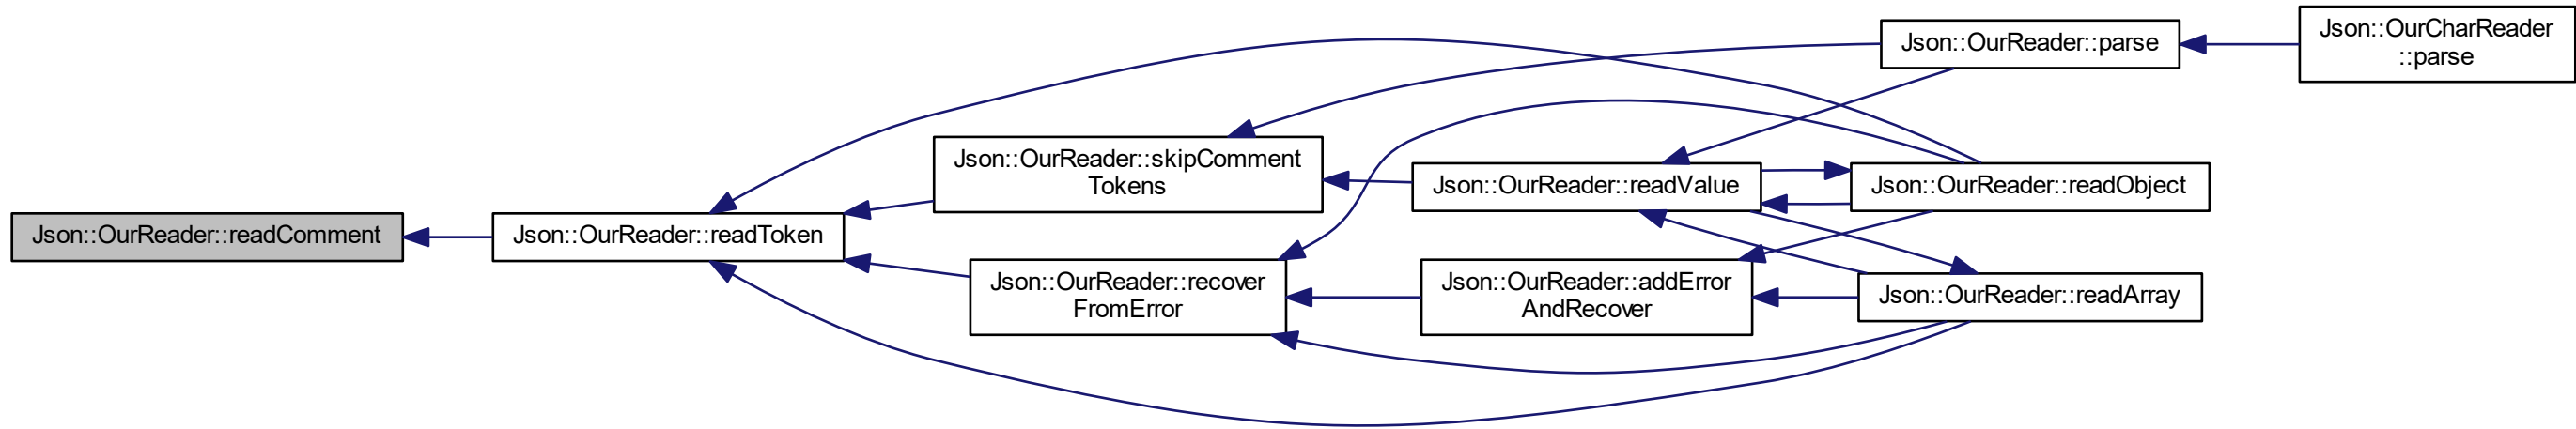 Json::OurReader::readComment
Json::OurReader::readToken
Json::OurReader::skipComment
Tokens
Json::OurReader::recover
FromError
Json::OurReader::readValue
Json::OurReader::addError
AndRecover
Json::OurReader::parse
Json::OurReader::readObject
Json::OurReader::readArray
Json::OurCharReader
::parse